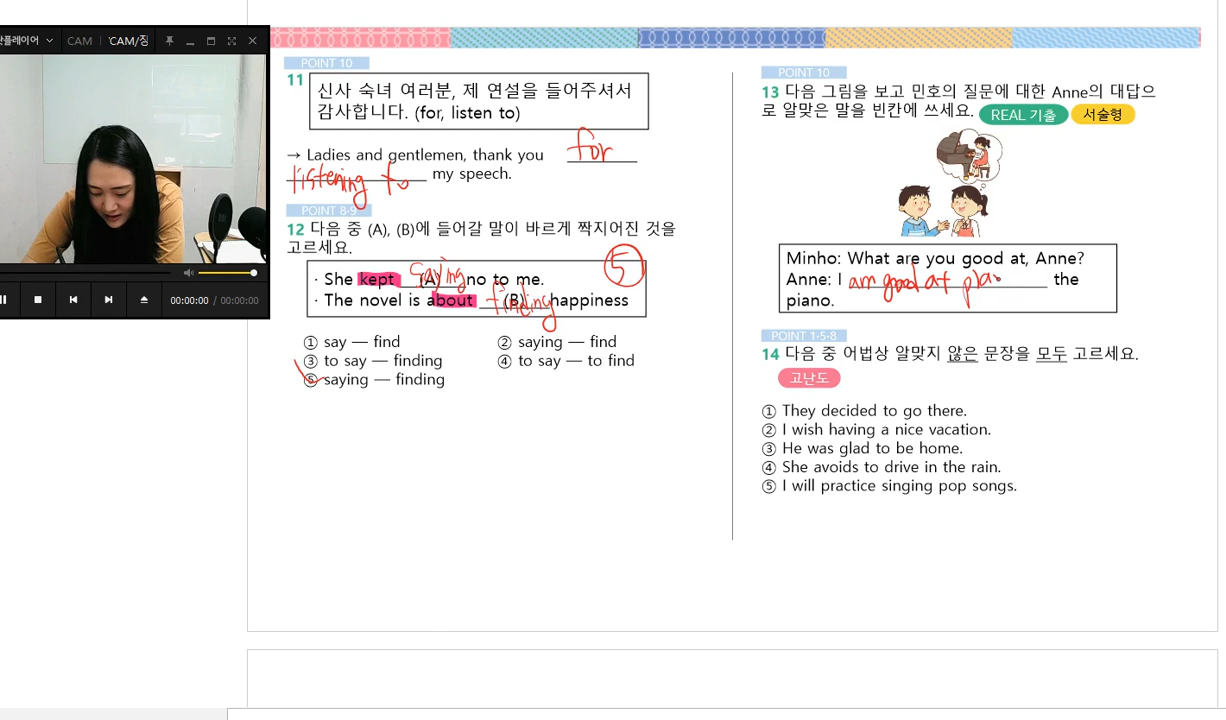 팟플레이어 CAM 'CAM/징
00:00:00 / 00:00:00
POINT 10
11 신사 숙녀 여러분, 제 연설을 들어주셔서
감사합니다. (for, listen to)
→ Ladies and gentlemen, thank you for
listening to my speech.
POINT 8-9
12 다음 중 (A), (B)에 들어갈 말이 바르게 짝지어진 것을
고르세요.
⑤
· She kept (A) saying no to me.
· The novel is about (B) finding happiness
① say — find ② saying — find
③ to say — finding ④ to say — to find
⑤ saying — finding
POINT 10
13 다음 그림을 보고 민호의 질문에 대한 Anne의 대답으
로 알맞은 말을 빈칸에 쓰세요. REAL 기출 서술형
Minho: What are you good at, Anne?
Anne: I am good at pla the
piano.
POINT 1-5-8
14 다음 중 어법상 알맞지 않은 문장을 모두 고르세요.
고난도
① They decided to go there.
② I wish having a nice vacation.
③ He was glad to be home.
④ She avoids to drive in the rain.
⑤ I will practice singing pop songs.